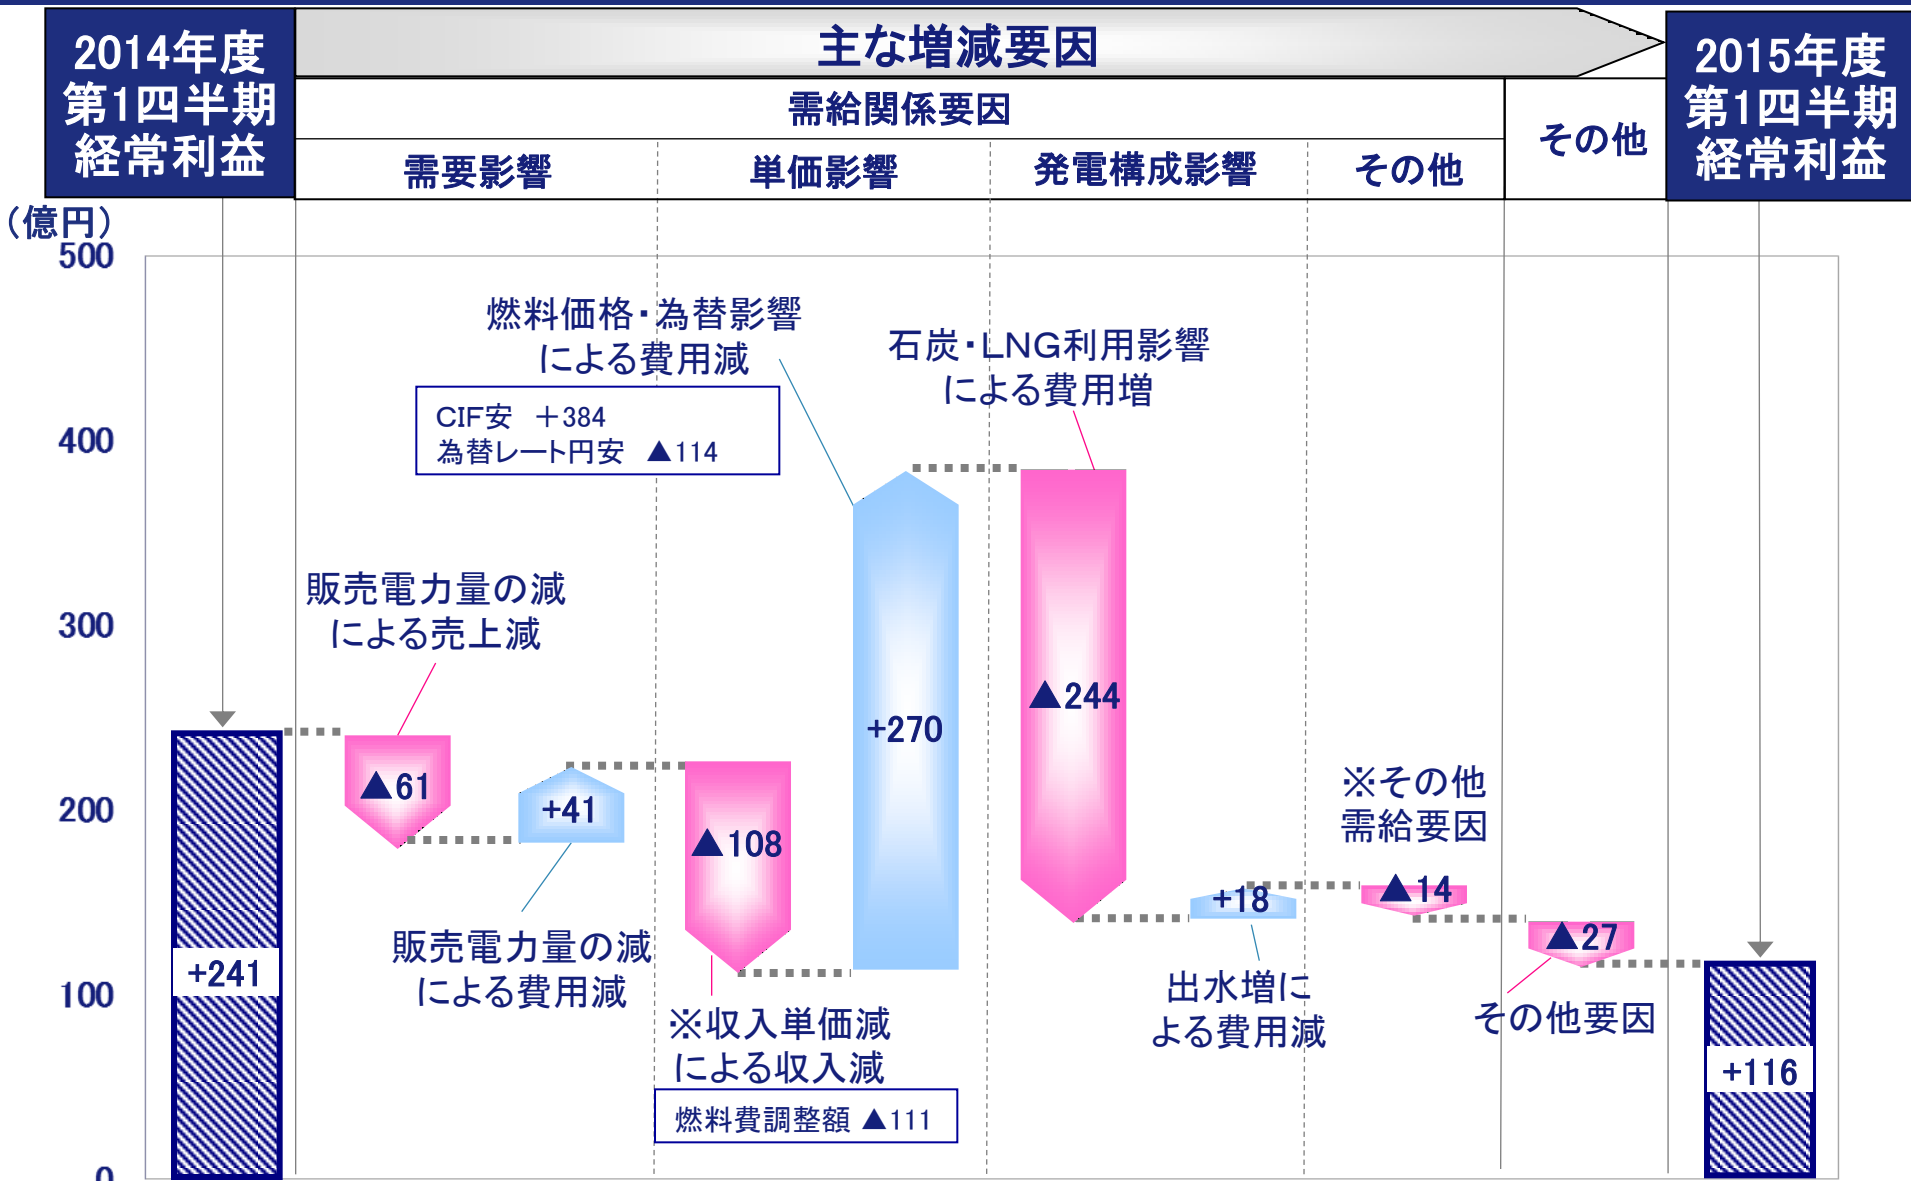 2014年度
第1四半期
経常利益
主な増減要因
2015年度
第1四半期
経常利益
需給関係要因
その他
需要影響
単価影響
発電構成影響
その他
（億円）
500
400
300
200
100
0
燃料価格・為替影響
による費用減
CIF安　＋384
為替レート円安　▲114
石炭・LNG利用影響
による費用増
販売電力量の減
による売上減
▲61
+41
販売電力量の減
による費用減
▲108
※収入単価減
による収入減
燃料費調整額 ▲111
+270
▲244
+18
出水増に
よる費用減
※その他
需給要因
▲14
▲27
その他要因
+241
+116